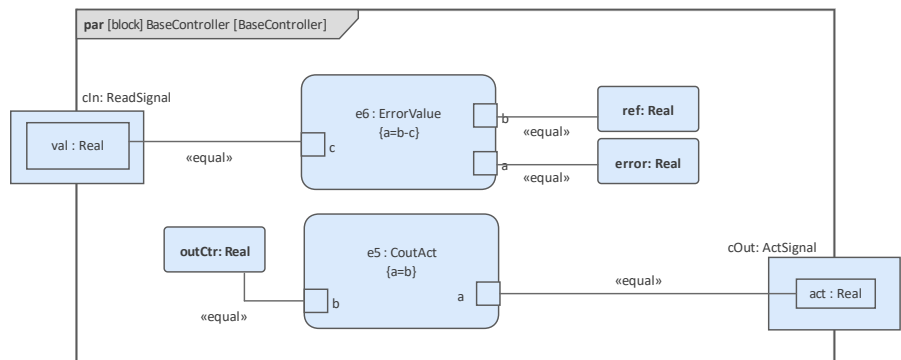 par [block] BaseController [BaseController]
cIn: ReadSignal
val : Real
«equal»
e6 : ErrorValue
{a=b-c}
c
b
«equal»
ref: Real
a
«equal»
error: Real
outCtr: Real
«equal»
e5 : CoutAct
{a=b}
b
a
«equal»
cOut: ActSignal
act : Real